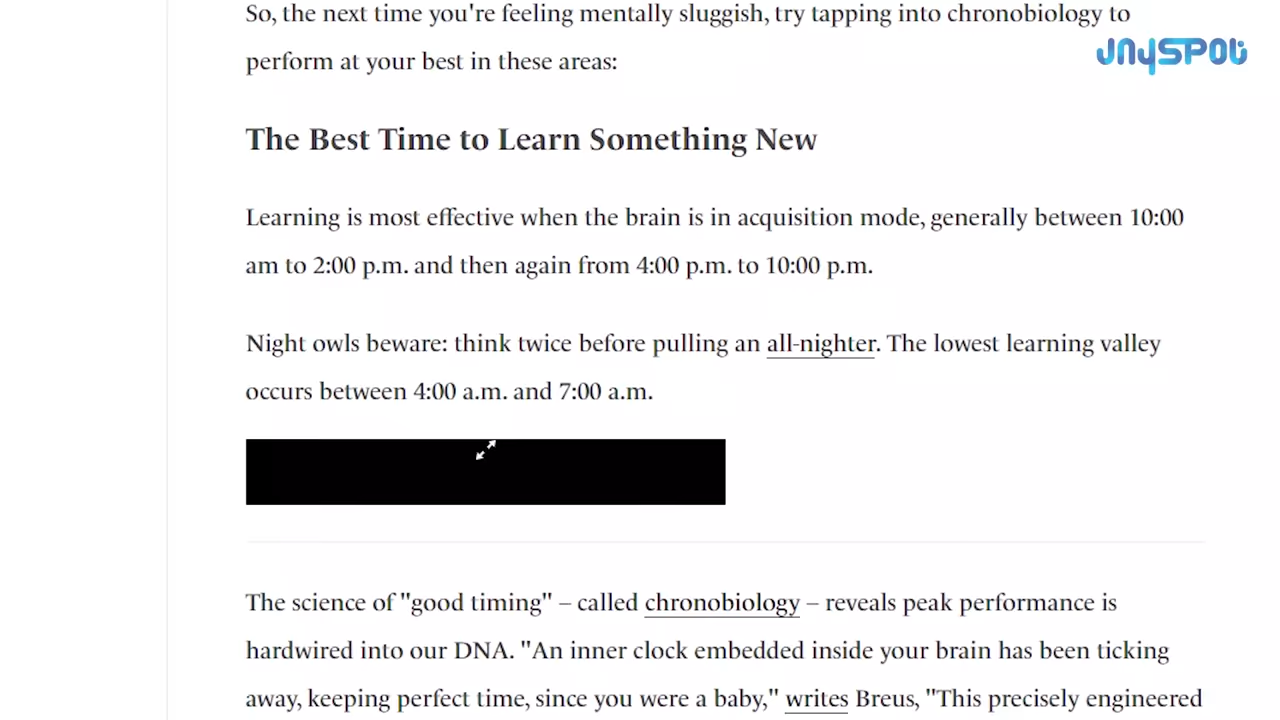 So, the next time you're feeling mentally sluggish, try tapping into chronobiology to
perform at your best in these areas:
JAYSPOT
The Best Time to Learn Something New
Learning is most effective when the brain is in acquisition mode, generally between 10:00
am to 2:00 p.m. and then again from 4:00 p.m. to 10:00 p.m.
Night owls beware: think twice before pulling an all-nighter. The lowest learning valley
occurs between 4:00 a.m. and 7:00 a.m.
The science of "good timing" – called chronobiology – reveals peak performance is
hardwired into our DNA. "An inner clock embedded inside your brain has been ticking
away, keeping perfect time, since you were a baby," writes Breus, "This precisely engineered